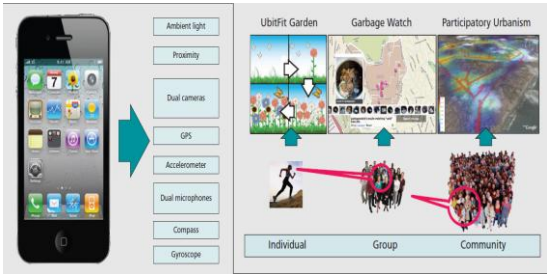 Ambient light
Proximity
Dual cameras
GPS
Accelerometer
Dual microphones
Compass
Gyroscope
UbitFit Garden
Garbage Watch
Participatory Urbanism
Individual
Group
Community
7